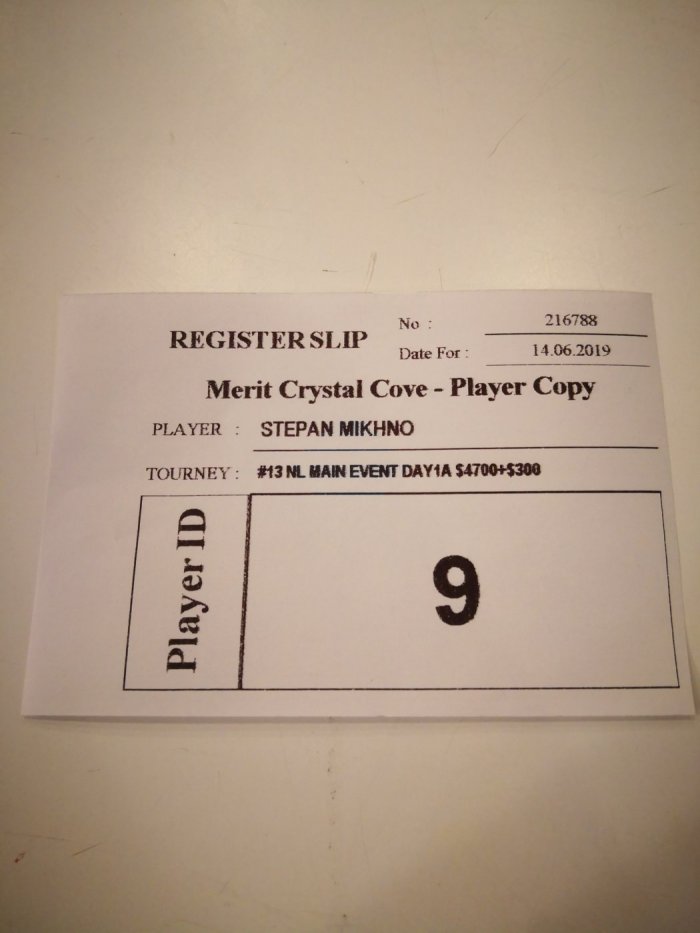 REGISTER SLIP
No : 216788
Date For : 14.06.2019
Merit Crystal Cove - Player Copy
PLAYER : STEPAN MIKHNO
TOURNEY : #13 NL MAIN EVENT DAY1A $4700+$300
Player ID
9